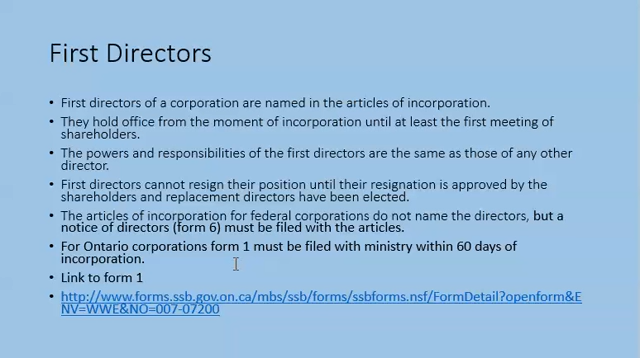 First Directors
• First directors of a corporation are named in the articles of incorporation.
• They hold office from the moment of incorporation until at least the first meeting of
shareholders.
• The powers and responsibilities of the first directors are the same as those of any other
director.
• First directors cannot resign their position until their resignation is approved by the
shareholders and replacement directors have been elected.
• The articles of incorporation for federal corporations do not name the directors, but a
notice of directors (form 6) must be filed with the articles.
• For Ontario corporations form 1 must be filed with ministry within 60 days of
incorporation.
• Link to form 1
• http://www.forms.ssb.gov.on.ca/mbs/ssb/forms/ssbforms.nsf/FormDetail?openform&E
NV=WWE&NO=007-07200